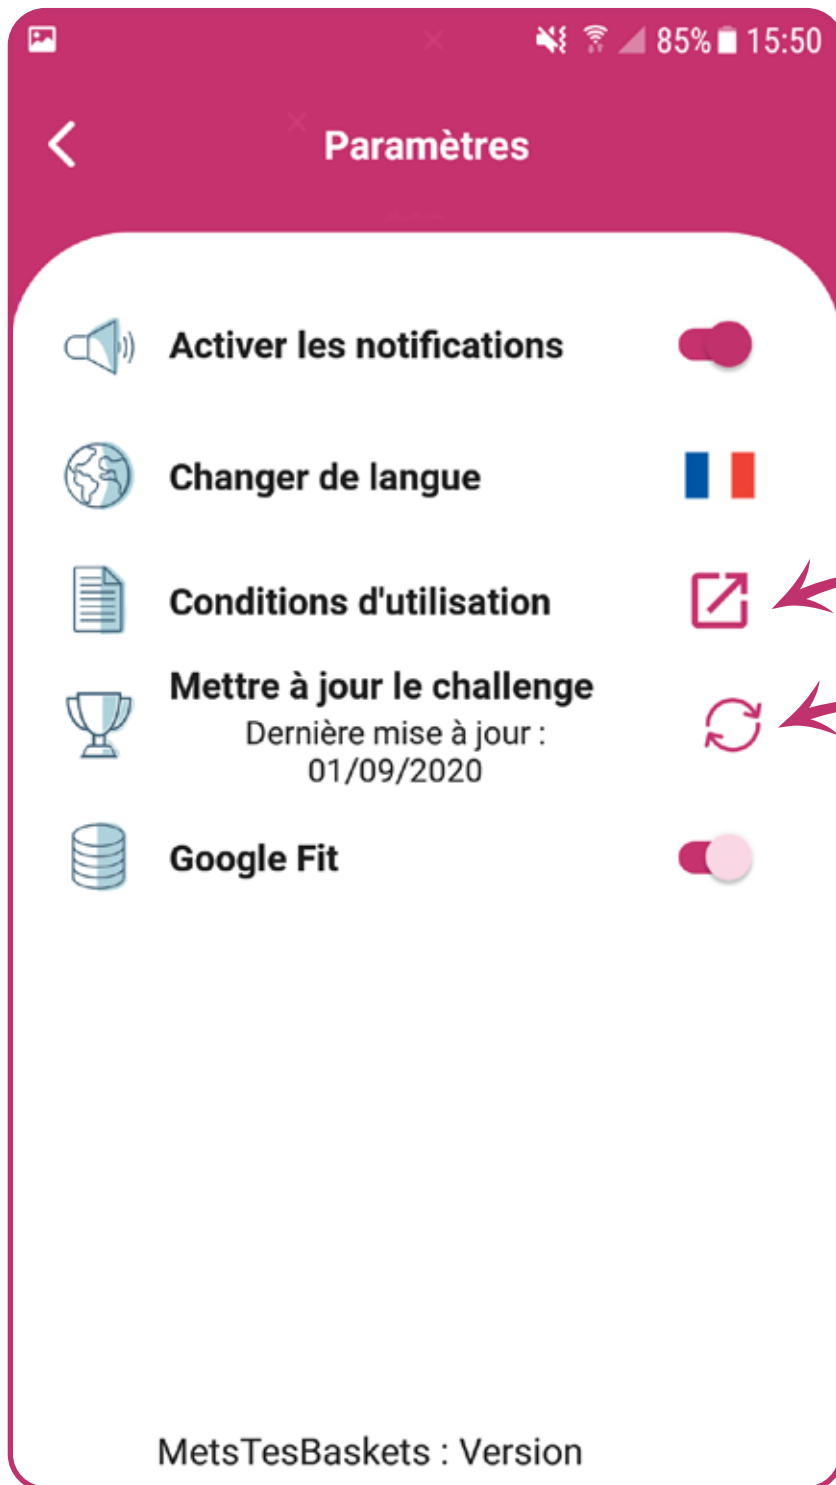 85% 15:50
Paramètres
Activer les notifications
Changer de langue
Conditions d'utilisation
Mettre à jour le challenge
Dernière mise à jour :
01/09/2020
Google Fit
MetsTesBaskets : Version